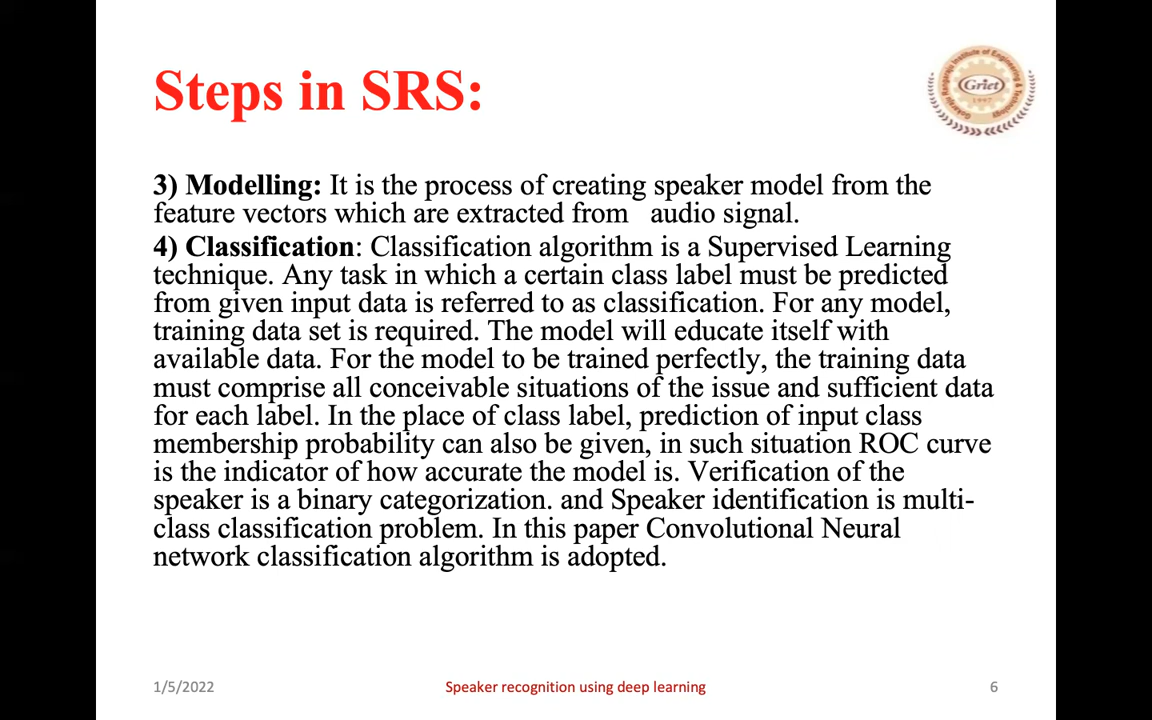 Steps in SRS:
Gokaraju Rangaraju Institute of Engineering & Technology
Griet
1997
3) Modelling: It is the process of creating speaker model from the
feature vectors which are extracted from   audio signal.
4) Classification: Classification algorithm is a Supervised Learning
technique. Any task in which a certain class label must be predicted
from given input data is referred to as classification. For any model,
training data set is required. The model will educate itself with
available data. For the model to be trained perfectly, the training data
must comprise all conceivable situations of the issue and sufficient data
for each label. In the place of class label, prediction of input class
membership probability can also be given, in such situation ROC curve
is the indicator of how accurate the model is. Verification of the
speaker is a binary categorization. and Speaker identification is multi-
class classification problem. In this paper Convolutional Neural
network classification algorithm is adopted.
1/5/2022
Speaker recognition using deep learning
6